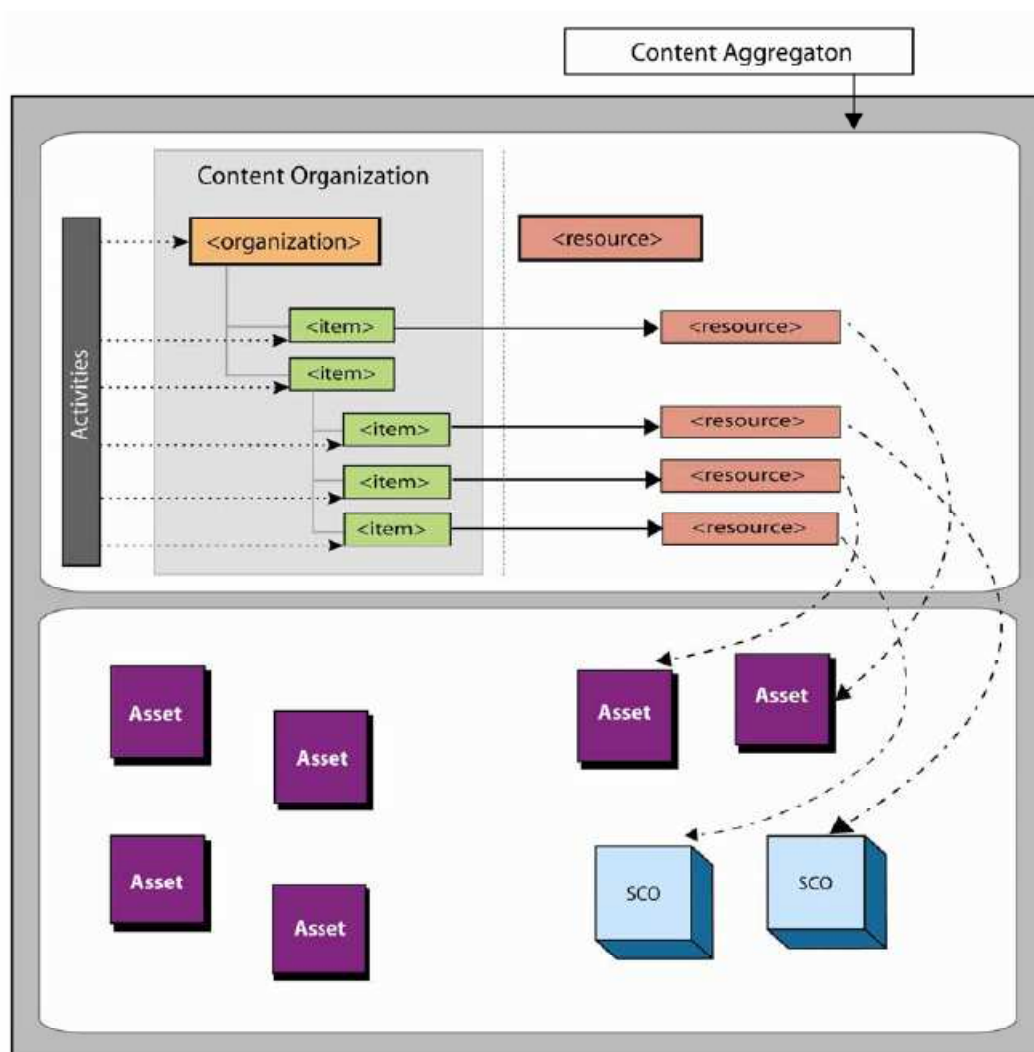 Content Aggregaton
Content Organization
Activities
<organization>
<resource>
<item>
<resource>
<item>
<item>
<resource>
<item>
<resource>
<item>
<resource>
Asset
Asset
Asset
Asset
Asset
Asset
SCO
SCO